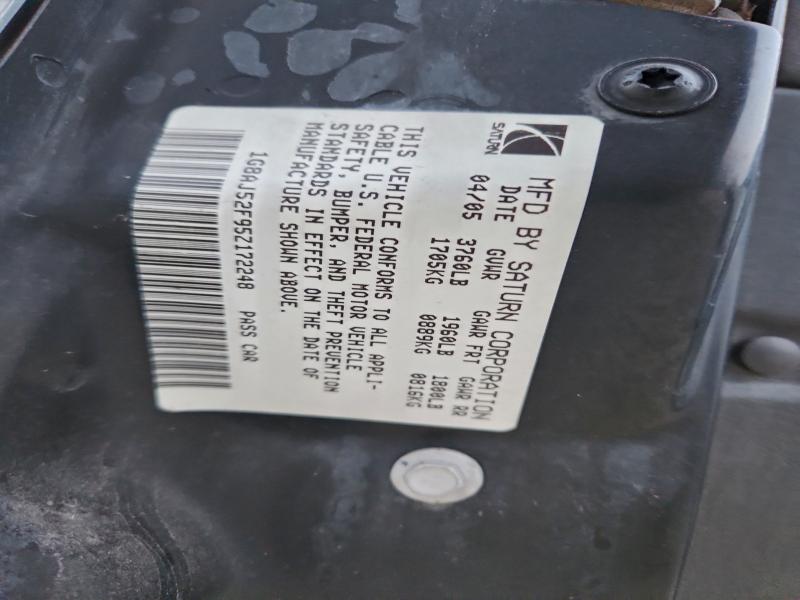 SATURN
MFD BY SATURN CORPORATION
DATE GVWR GAWR FRT GAWR RR
04/05 3760LB 1960LB 1800LB
1705KG 0889KG 0816KG
THIS VEHICLE CONFORMS TO ALL APPLI-
CABLE U.S. FEDERAL MOTOR VEHICLE
SAFETY, BUMPER, AND THEFT PREVENTION
STANDARDS IN EFFECT ON THE DATE OF
MANUFACTURE SHOWN ABOVE.
1G8AJ52F95Z172248 PASS CAR